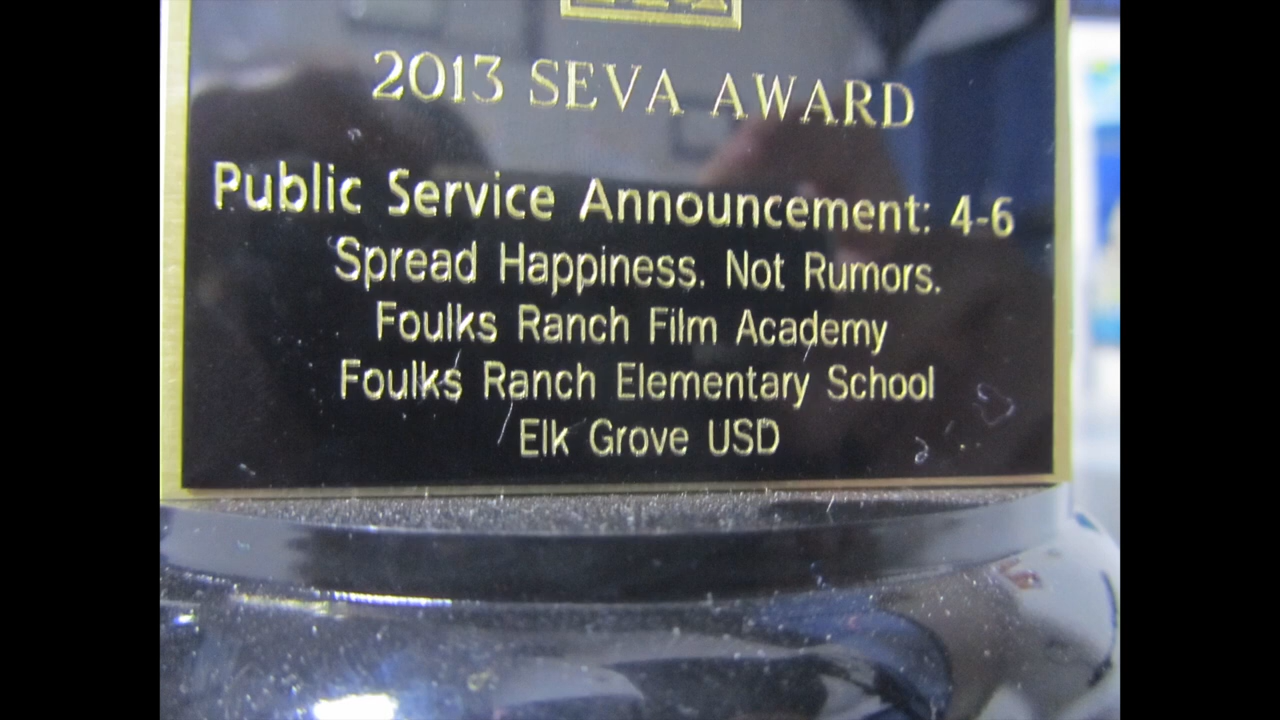 2013 SEVA AWARD
Public Service Announcement: 4-6
Spread Happiness. Not Rumors.
Foulks Ranch Film Academy
Foulks Ranch Elementary School
Elk Grove USD